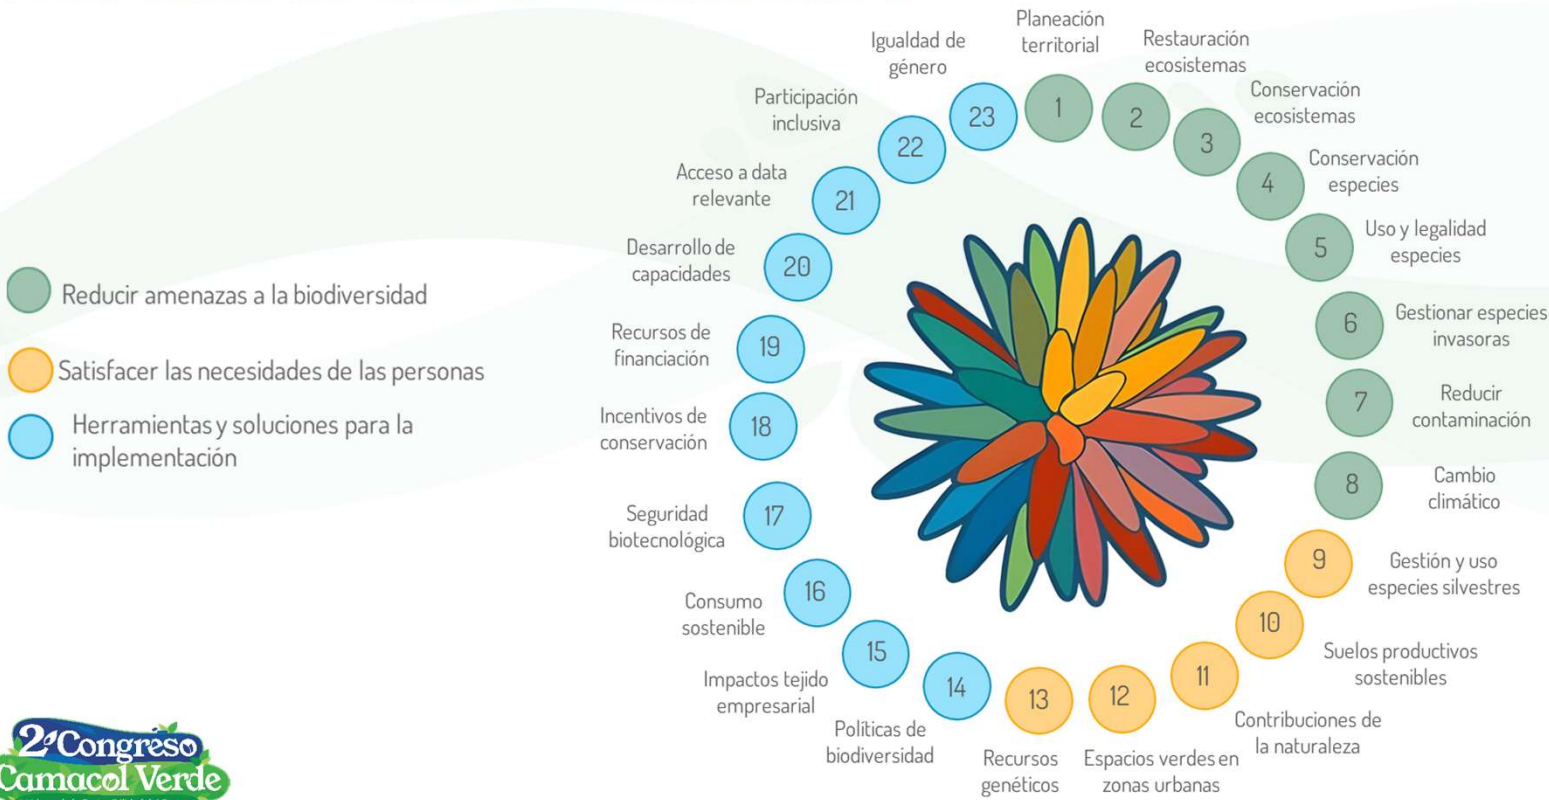 Planeación
territorial
1
Restauración
ecosistemas
2
Conservación
ecosistemas
3
Conservación
especies
4
Uso y legalidad
especies
5
Gestionar especies
invasoras
6
Reducir
contaminación
7
Cambio
climático
8
Gestión y uso
especies silvestres
9
Suelos productivos
sostenibles
10
Contribuciones de
la naturaleza
11
Espacios verdes en
zonas urbanas
12
Recursos
genéticos
13
Políticas de
biodiversidad
14
Impactos tejido
empresarial
15
Consumo
sostenible
16
Seguridad
biotecnológica
17
Incentivos de
conservación
18
Recursos de
financiación
19
Desarrollo de
capacidades
20
Acceso a data
relevante
21
Participación
inclusiva
22
Igualdad de
género
23
Reducir amenazas a la biodiversidad
Satisfacer las necesidades de las personas
Herramientas y soluciones para la
implementación
2º Congreso
Camacol Verde